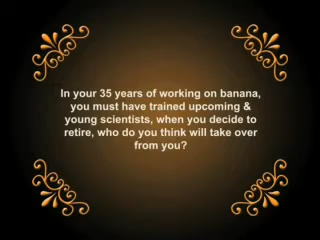 In your 35 years of working on banana,
you must have trained upcoming &
young scientists, when you decide to
retire, who do you think will take over
from you?